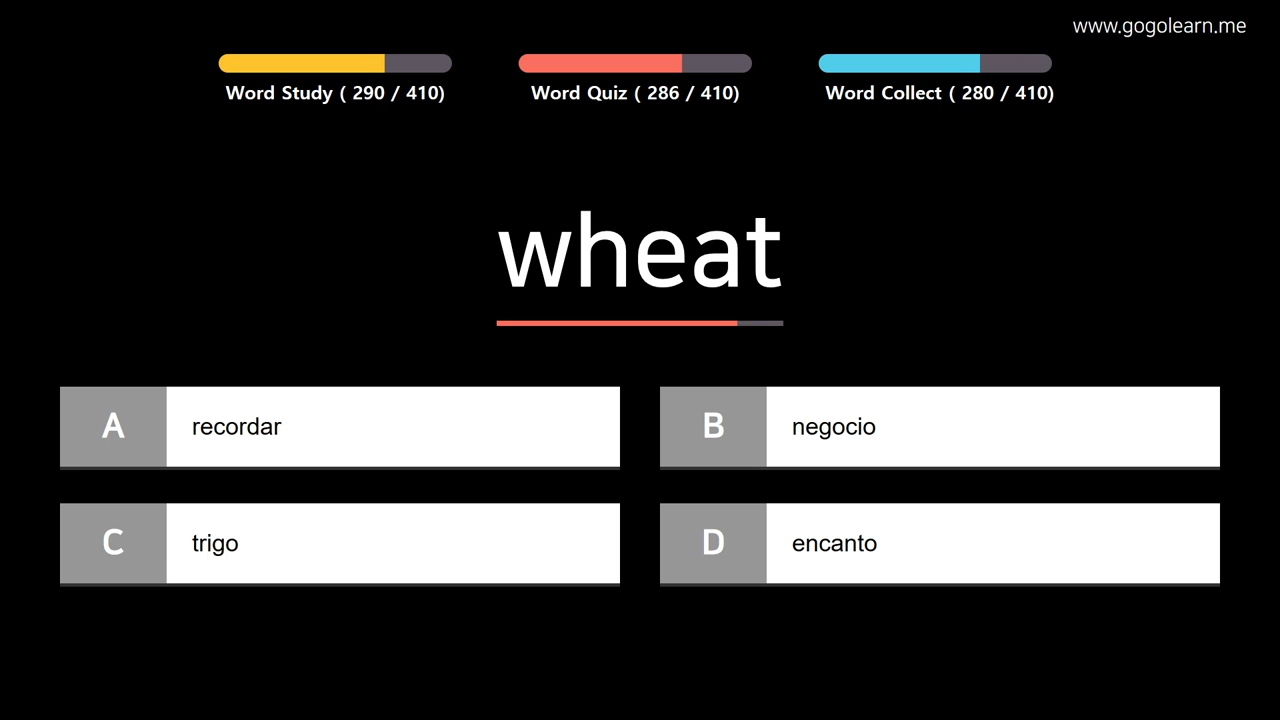 www.gogolearn.me
Word Study ( 290 / 410)
Word Quiz ( 286 / 410)
Word Collect ( 280 / 410)
wheat
A recordar
B negocio
C trigo
D encanto